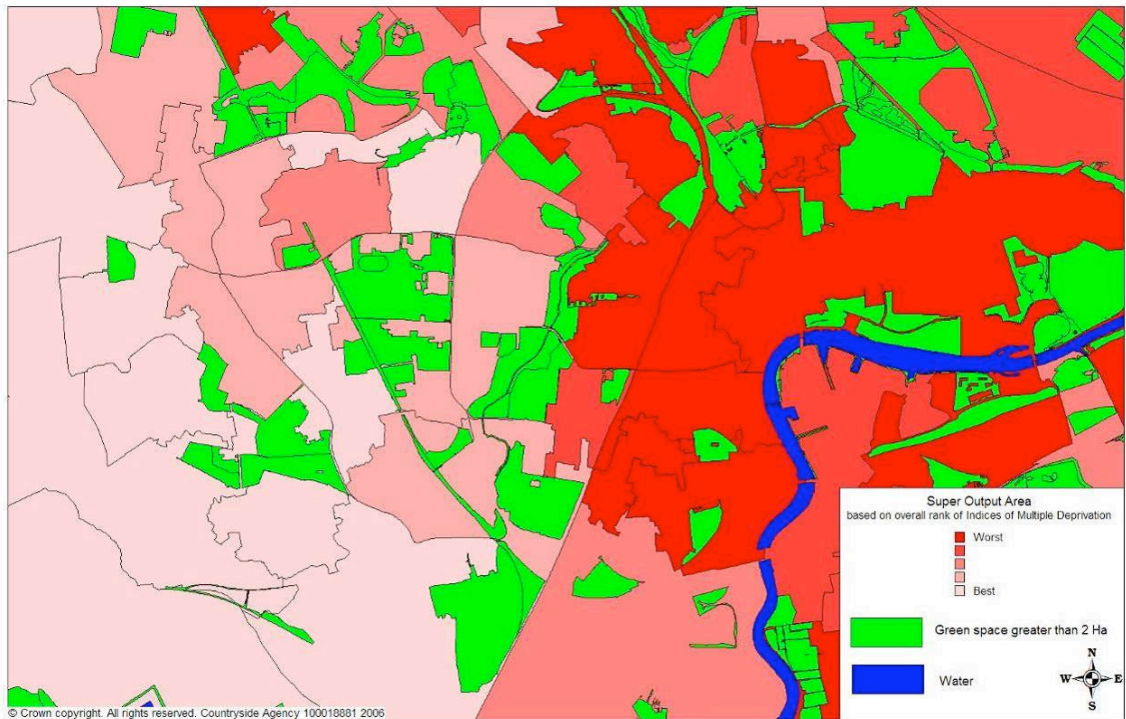 Super Output Area
based on overall rank of Indices of Multiple Deprivation
Worst
Best
Green space greater than 2 Ha
Water
N
W E
S
© Crown copyright. All rights reserved. Countryside Agency 100018881 2006